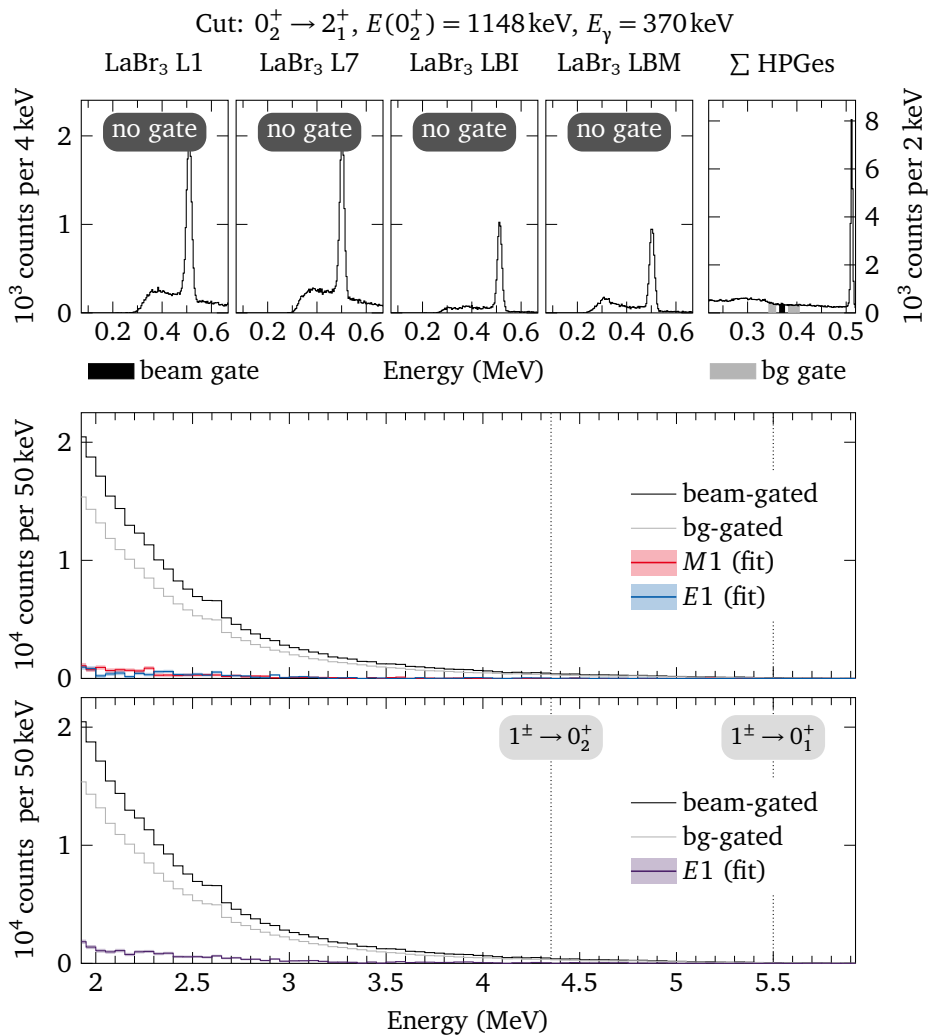 Cut: 0₂⁺ → 2₁⁺, E(0₂⁺) = 1148 keV, Eγ = 370 keV
LaBr₃ L1 LaBr₃ L7 LaBr₃ LBI LaBr₃ LBM ∑ HPGes
no gate no gate no gate no gate
10³ counts per 4 keV
0 1 2
10³ counts per 2 keV
0 2 4 6 8
0.2 0.4 0.6 0.2 0.4 0.6 0.2 0.4 0.6 0.2 0.4 0.6 0.3 0.4 0.5
beam gate Energy (MeV) bg gate
10⁴ counts per 50 keV
0 1 2
beam-gated
bg-gated
M1 (fit)
E1 (fit)
10⁴ counts per 50 keV
0 1 2
1± → 0₂⁺ 1± → 0₁⁺
beam-gated
bg-gated
E1 (fit)
2 2.5 3 3.5 4 4.5 5 5.5
Energy (MeV)